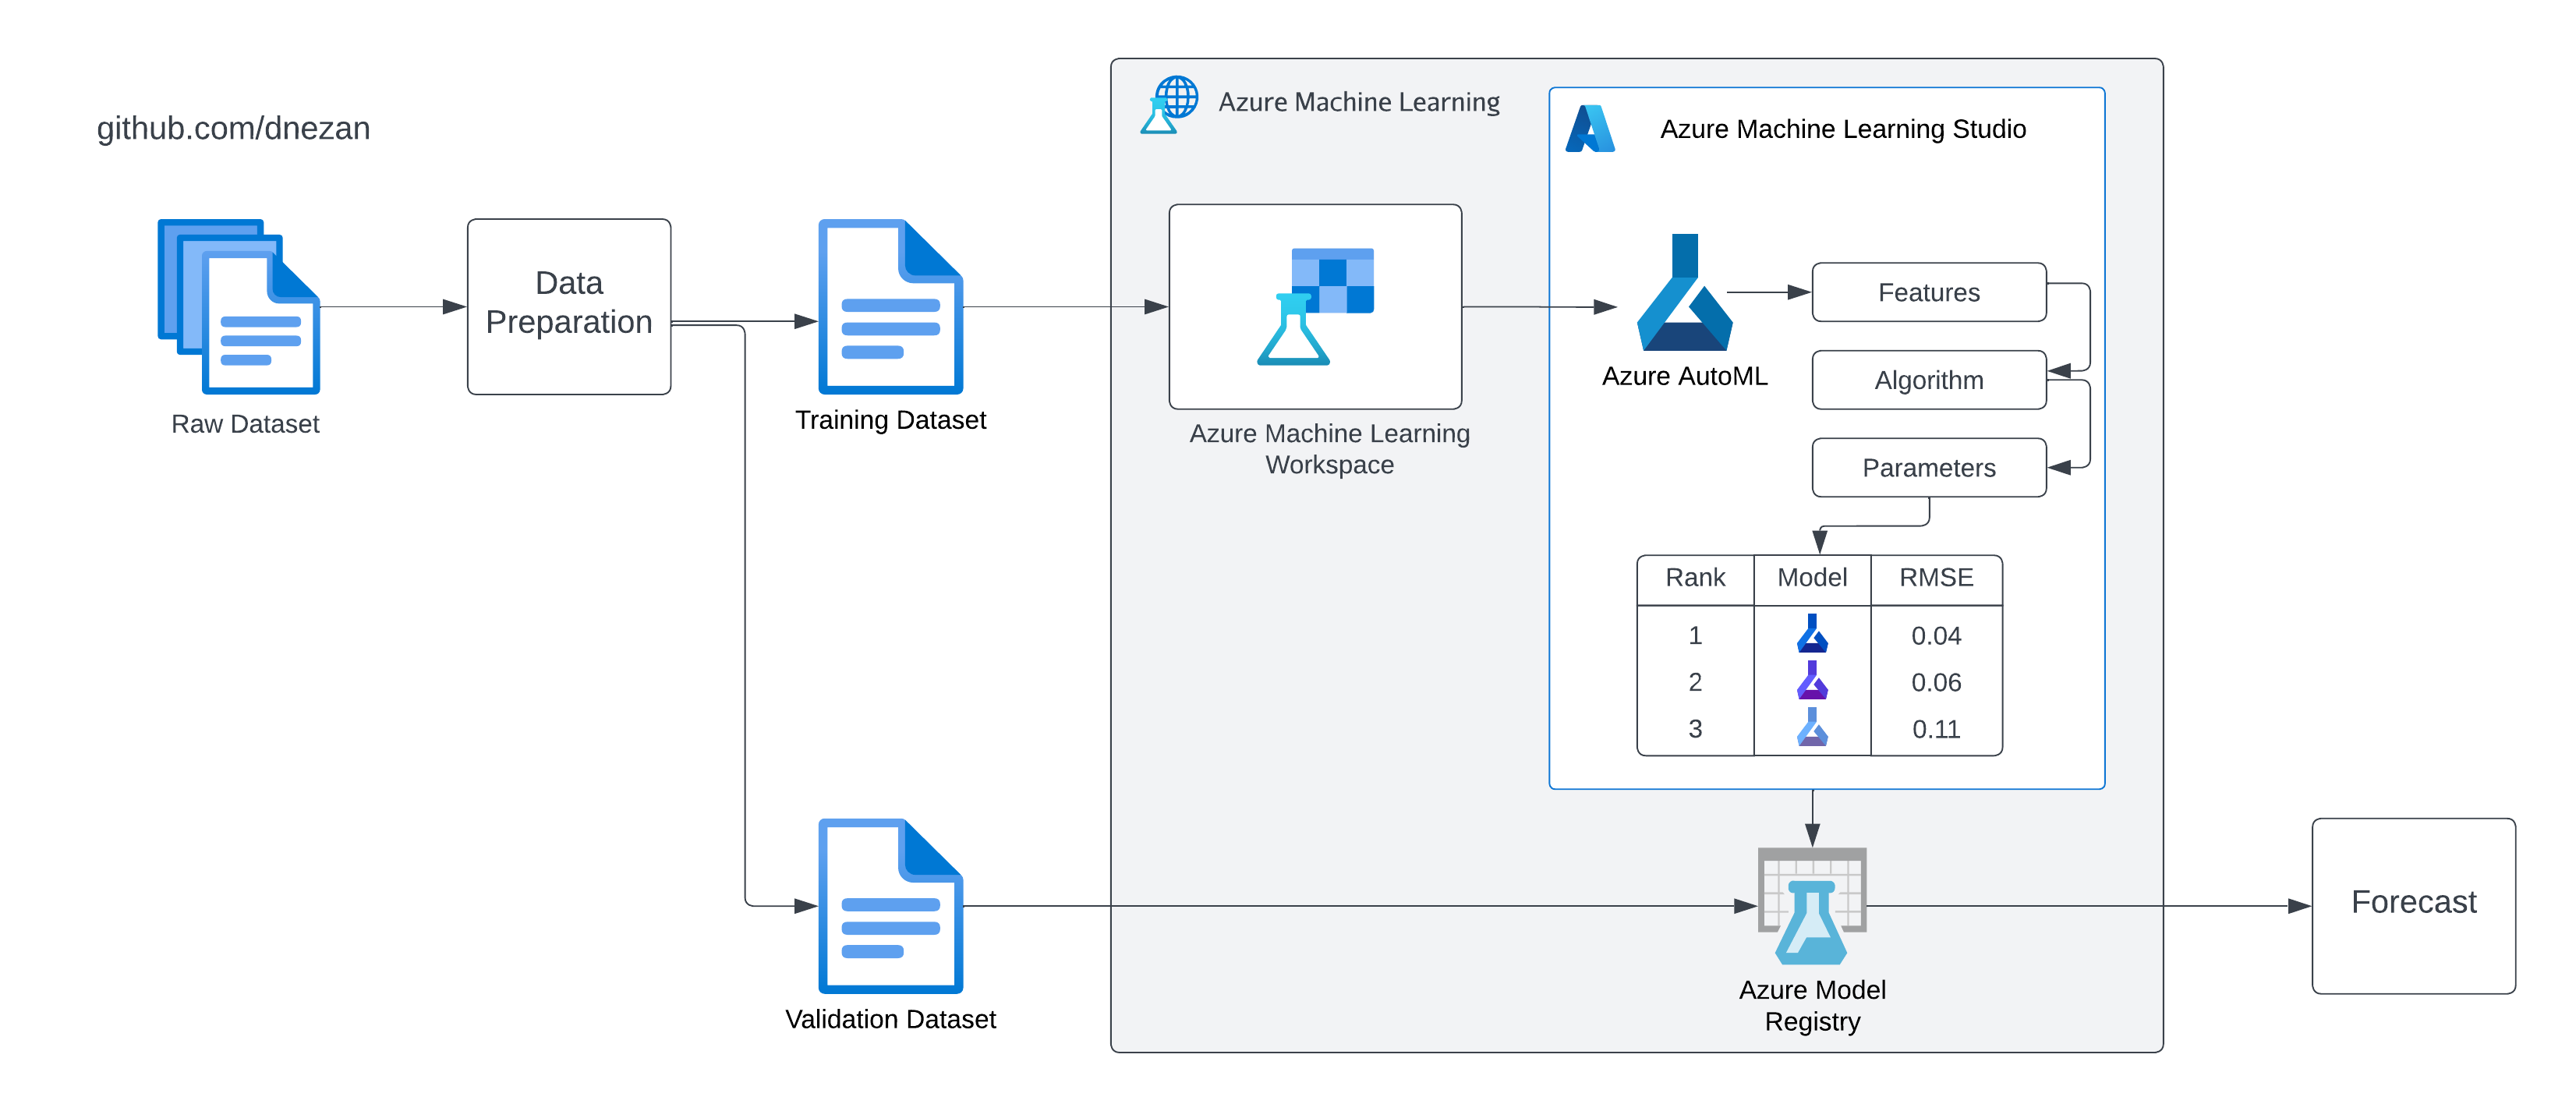 github.com/dnezan
Raw Dataset
Data
Preparation
Training Dataset
Validation Dataset
Azure Machine Learning
Azure Machine Learning
Workspace
Azure Machine Learning Studio
Azure AutoML
Features
Algorithm
Parameters
Rank Model RMSE
1 0.04
2 0.06
3 0.11
Azure Model
Registry
Forecast